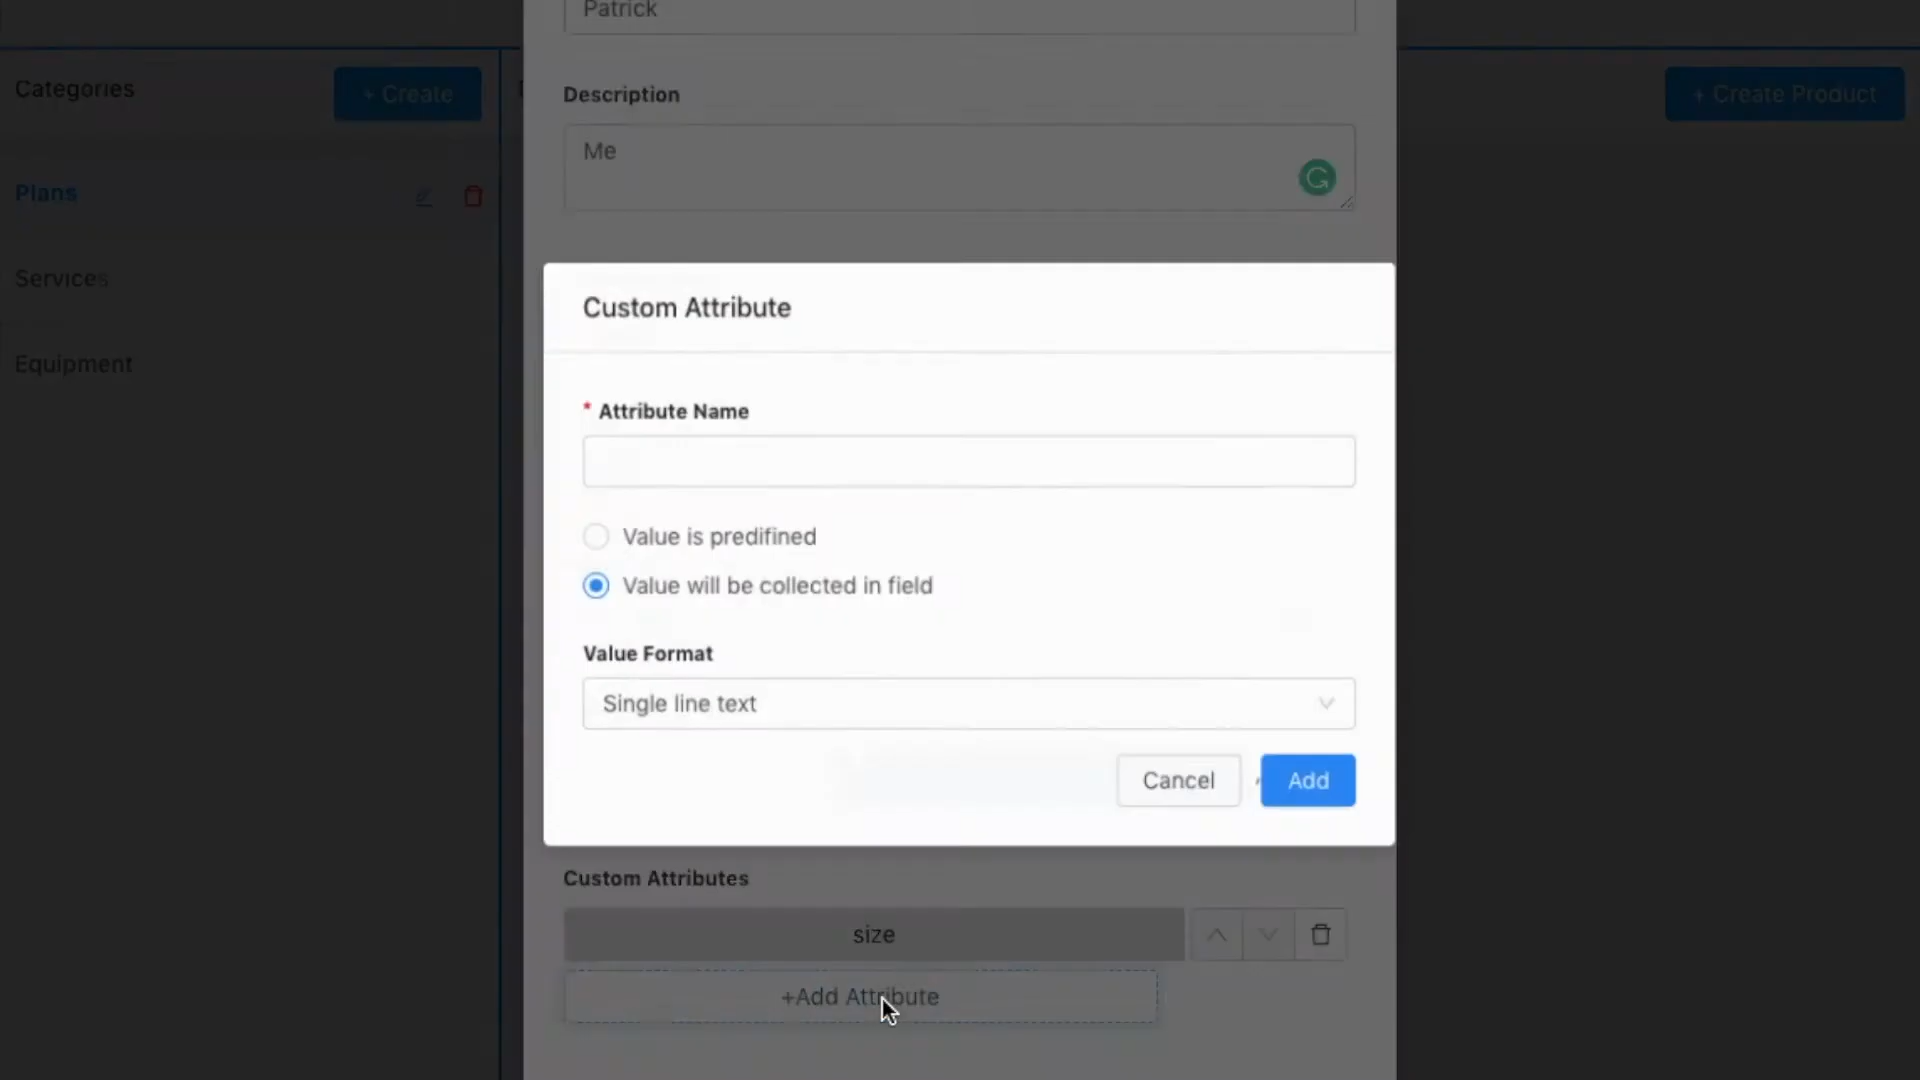 Patrick
Categories
+ Create
+ Create Product
Description
Me
Plans
Services
Equipment
Custom Attribute
* Attribute Name
Value is predifined
Value will be collected in field
Value Format
Single line text
Cancel
Add
Custom Attributes
size
+Add Attribute